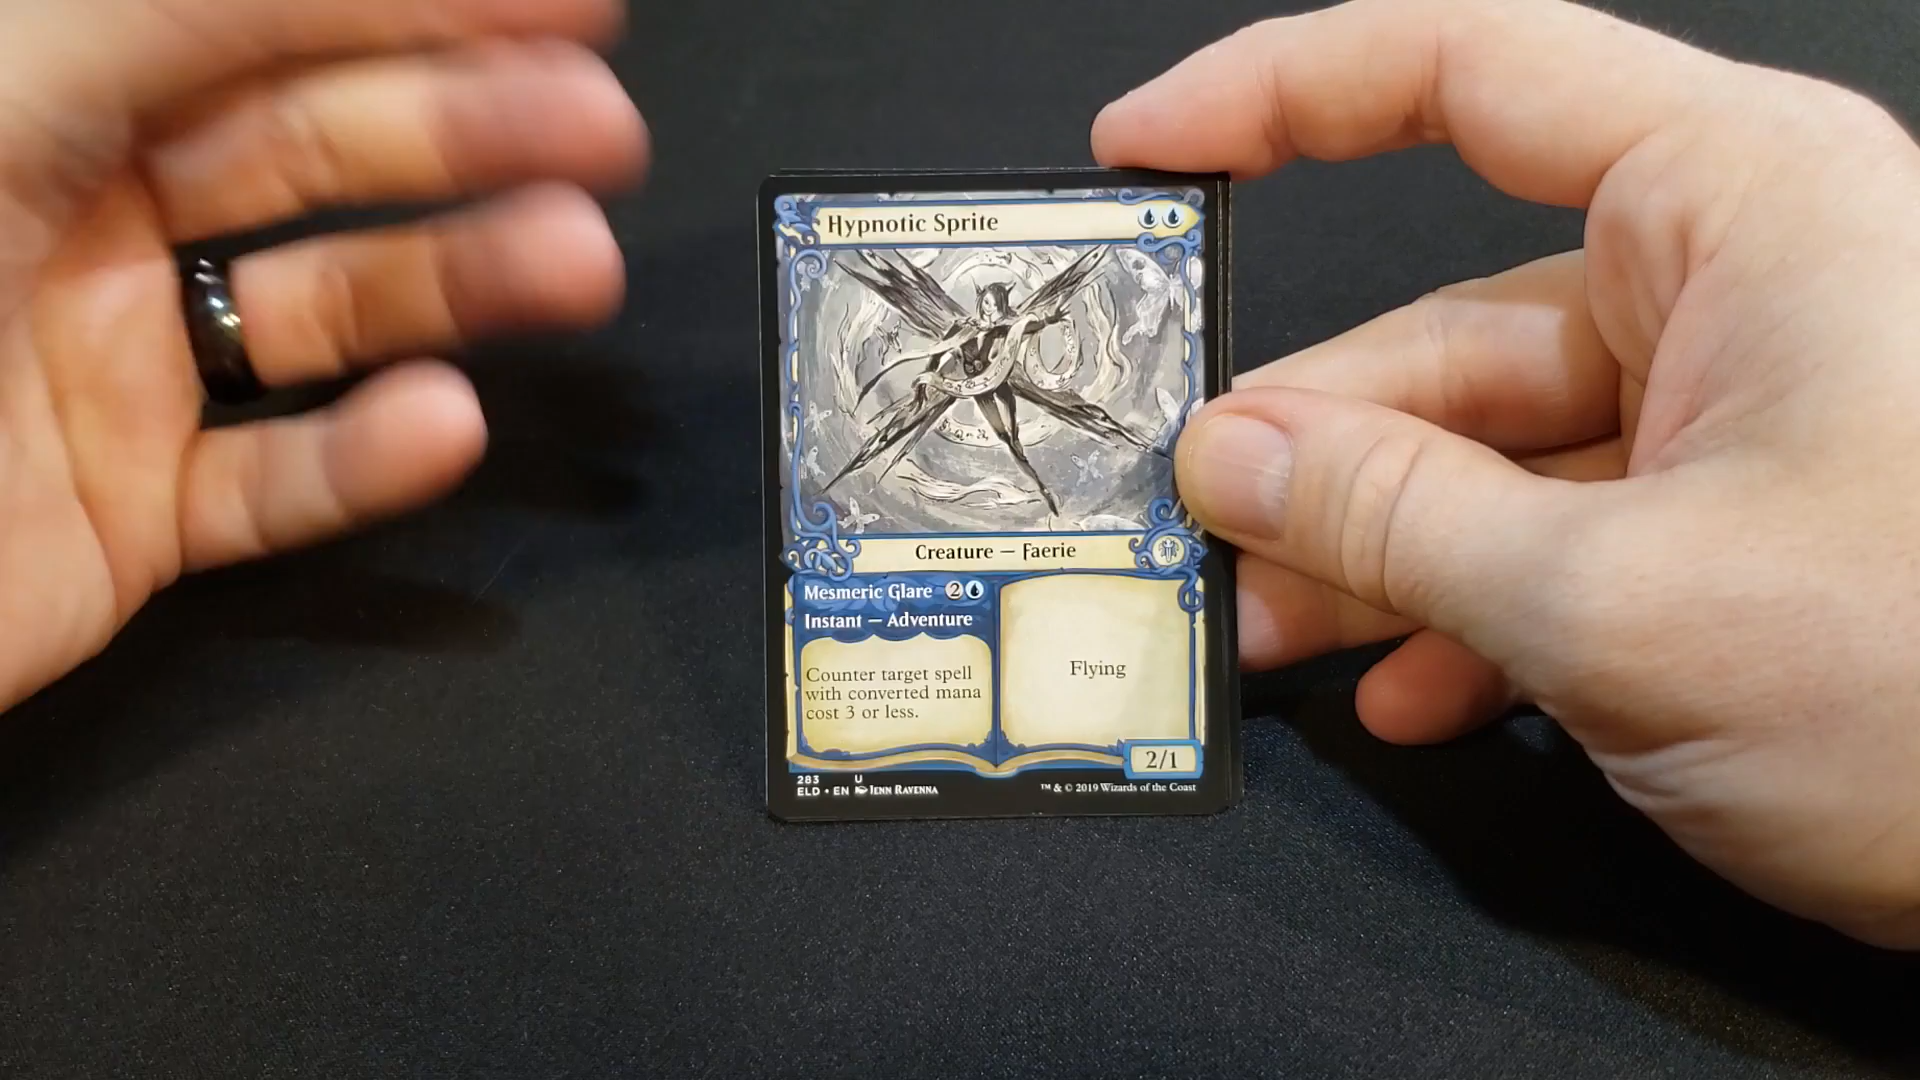 Hypnotic Sprite
Creature — Faerie
Mesmeric Glare 2
Instant — Adventure
Counter target spell
with converted mana
cost 3 or less.
Flying
2/1
283 U
ELD • EN Jenn Ravenna
™ & © 2019 Wizards of the Coast